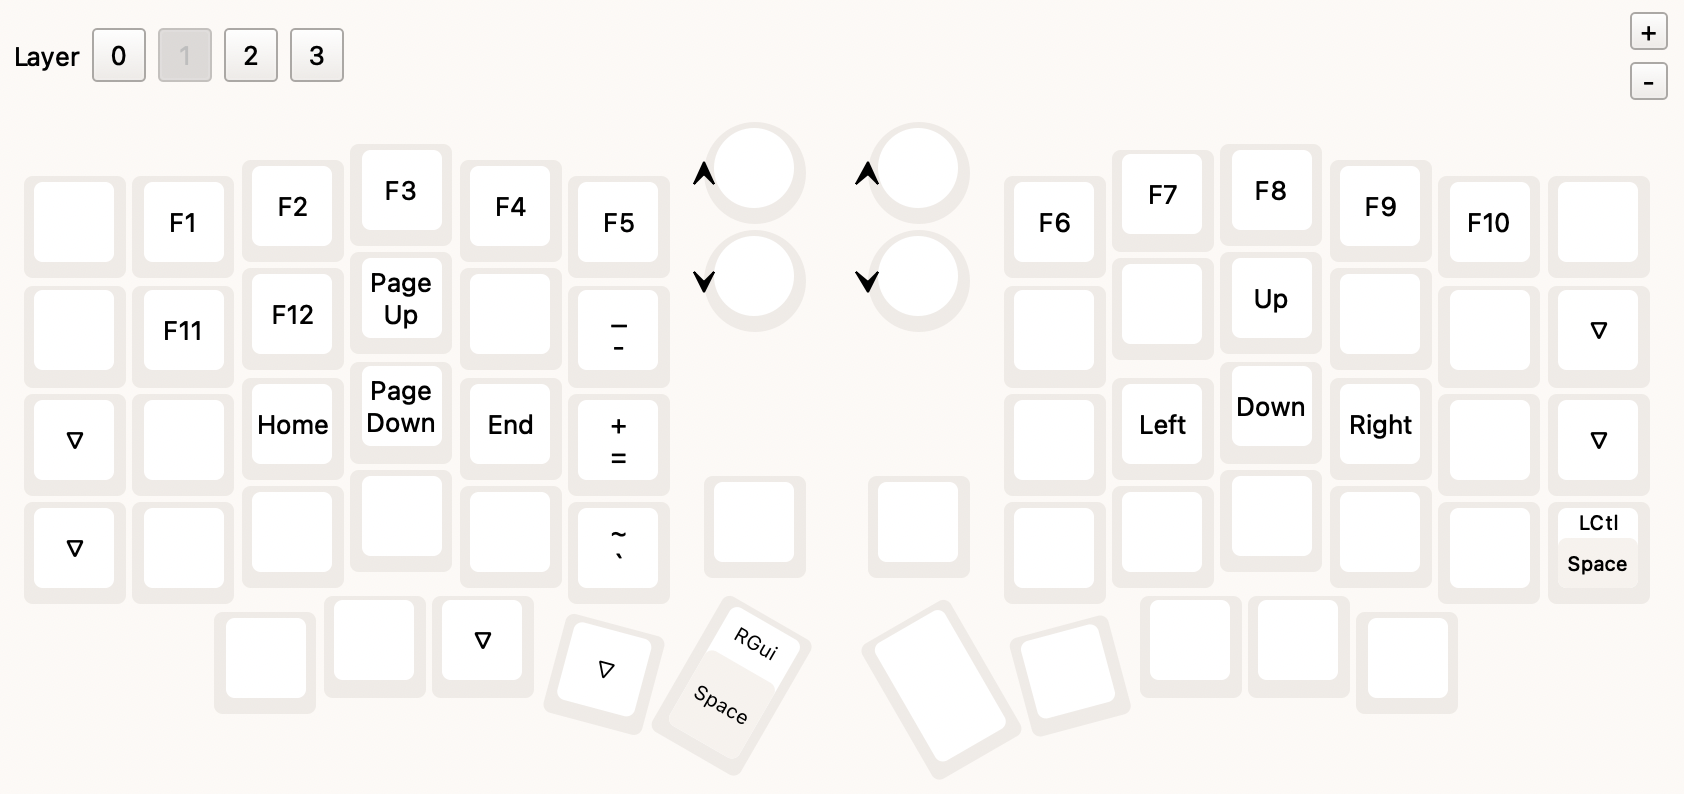 Layer 0 1 2 3
+
-
F1 F2 F3 F4 F5 F6 F7 F8 F9 F10
F11 F12 Page
Up
_
-
Up
▽
▽
Home
Page
Down
End
+
=
Left
Down
Right
▽
▽
~
`
LCtl
Space
▽
▽
RGui
Space